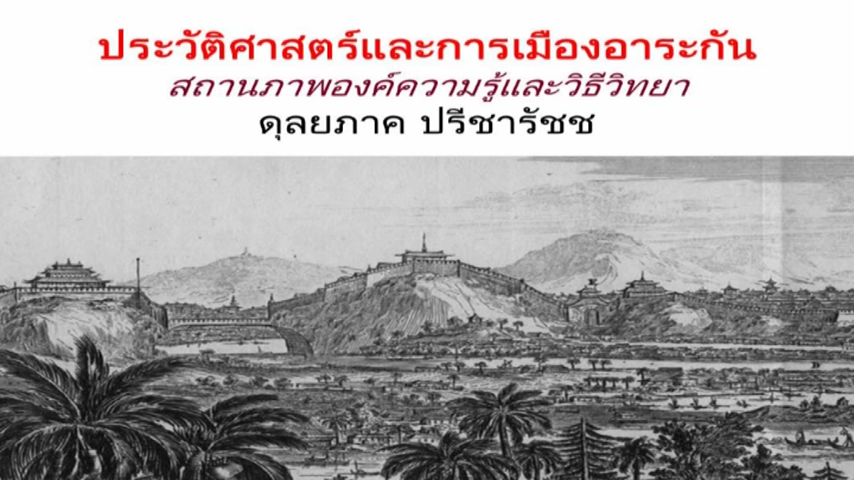 ประวัติศาสตร์และการเมืองอาระกัน
สถานภาพองค์ความรู้และวิธีวิทยา
ดุลยภาค ปรีชารัชช